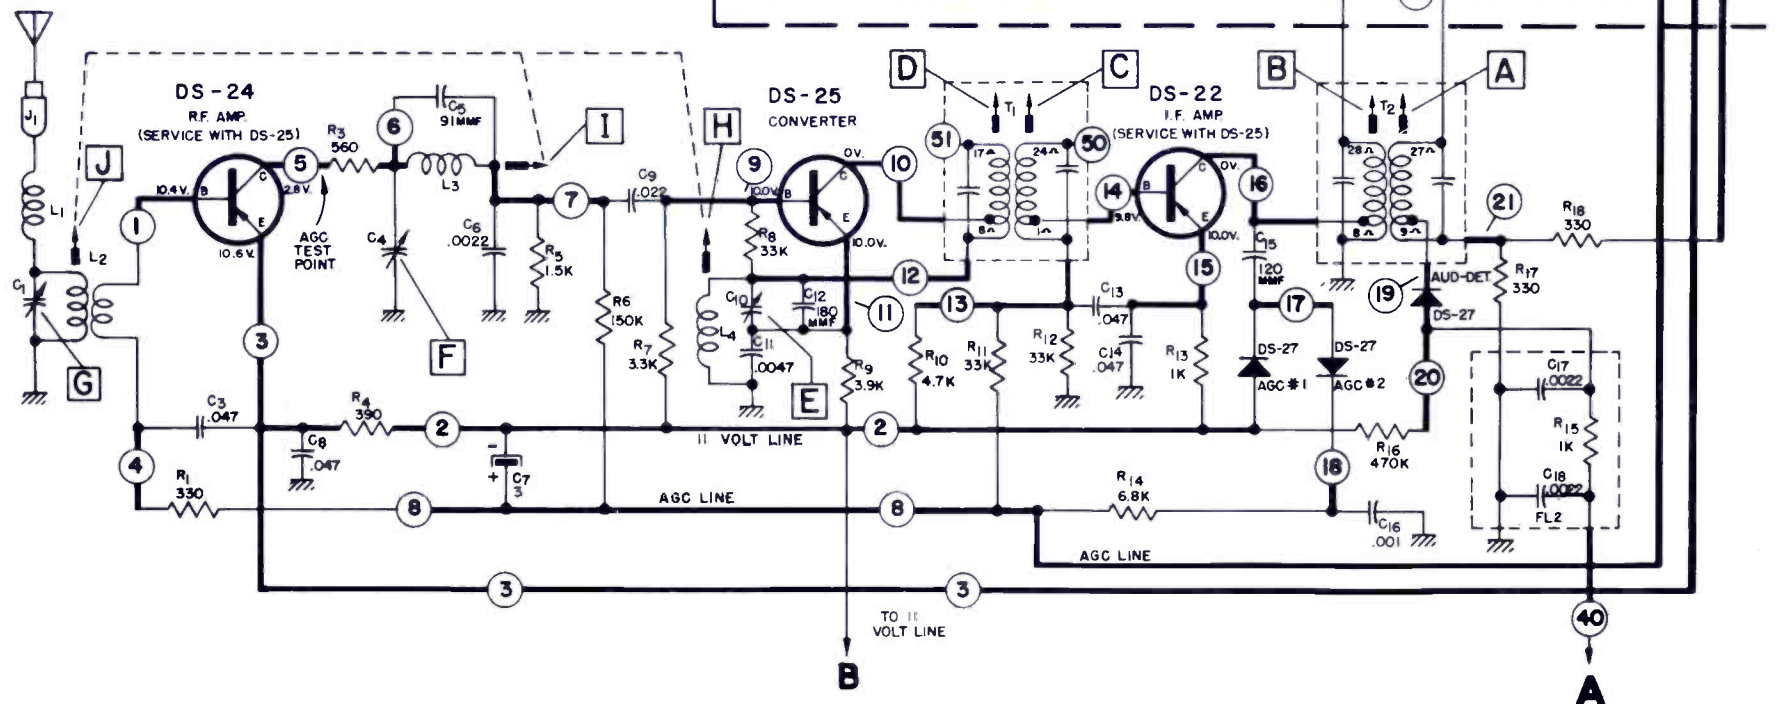 J1
L1
C1
G
J
L2
1
DS-24
R.F. AMP.
(SERVICE WITH DS-25)
10.4V.
B
C
E
2.8V.
10.6V.
5
AGC
TEST
POINT
R3
560
6
C5
91MMF
L3
I
C4
F
C6
.0022
R5
1.5K
7
C9
.022
R6
150K
R7
3.3K
H
DS-25
CONVERTER
9
10.0V.
B
0V.
C
E
10.0V.
10
R8
33K
12
C10
C12
180
MMF
11
L4
C11
.0047
E
R9
3.9K
D
C
T1
51
17Ω
24Ω
50
8Ω
1Ω
13
C13
.047
R10
4.7K
R11
33K
R12
33K
C14
.047
DS-22
I.F. AMP.
(SERVICE WITH DS-25)
14
9.8V.
B
0V.
C
E
10.0V.
16
15
C15
120
MMF
R13
1K
17
DS-27
AGC #1
DS-27
AGC #2
B
A
T2
28Ω
27Ω
8Ω
9Ω
21
R18
330
R17
330
19
AUD-DET.
DS-27
20
C17
.0022
R15
1K
C18
.0022
FL2
3
C3
.047
R4
390
2
11 VOLT LINE
2
R16
470K
4
C8
.047
C7
3
-
+
18
R1
330
8
AGC LINE
8
R14
6.8K
C16
.001
AGC LINE
3
3
TO 11
VOLT LINE
40
B
A